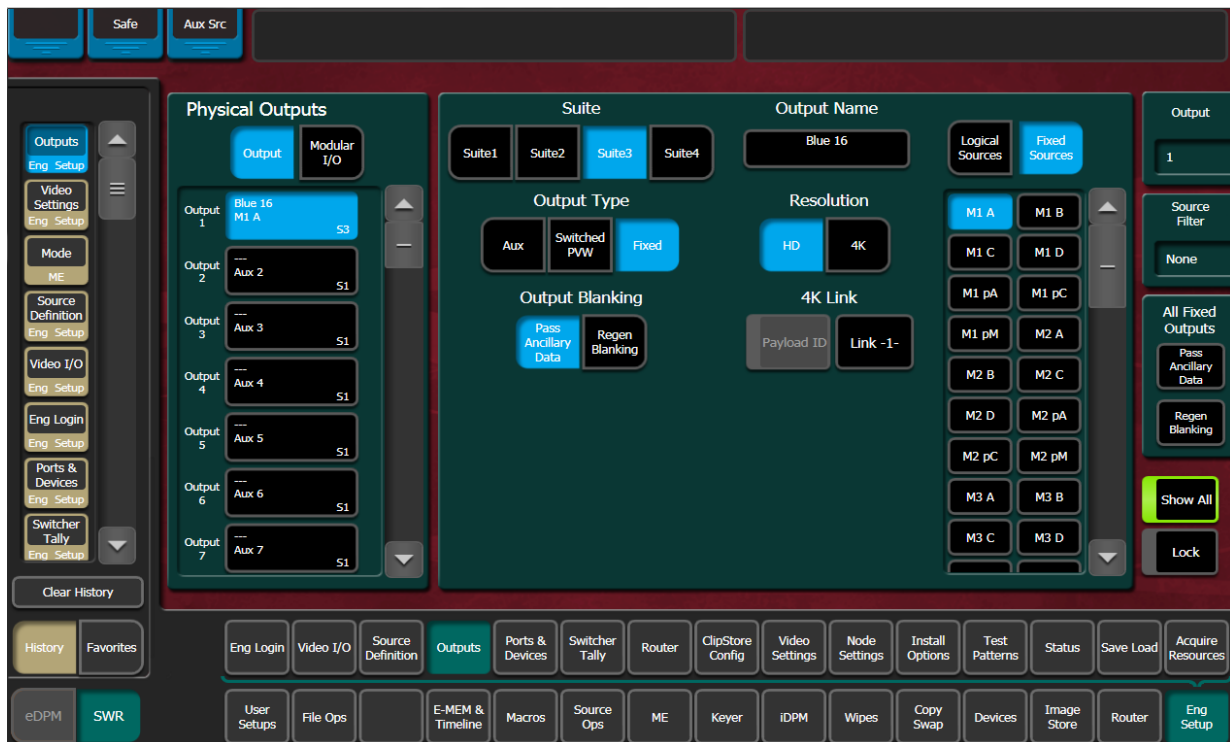 Safe
Aux Src
Outputs
Eng Setup
Video
Settings
Eng Setup
Mode
ME
Source
Definition
Eng Setup
Video I/O
Eng Setup
Eng Login
Eng Setup
Ports &
Devices
Eng Setup
Switcher
Tally
Eng Setup
Clear History
History
Favorites
eDPM
SWR
Physical Outputs
Output
Modular
I/O
Output
1
Blue 16
M1 A
S3
Output
2
---
Aux 2
S1
Output
3
---
Aux 3
S1
Output
4
---
Aux 4
S1
Output
5
---
Aux 5
S1
Output
6
---
Aux 6
S1
Output
7
---
Aux 7
S1
Suite
Suite1
Suite2
Suite3
Suite4
Output Name
Blue 16
Output Type
Aux
Switched
PVW
Fixed
Resolution
HD
4K
Output Blanking
Pass
Ancillary
Data
Regen
Blanking
4K Link
Payload ID
Link -1-
Logical
Sources
Fixed
Sources
M1 A
M1 B
M1 C
M1 D
M1 pA
M1 pC
M1 pM
M2 A
M2 B
M2 C
M2 D
M2 pA
M2 pC
M2 pM
M3 A
M3 B
M3 C
M3 D
Output
1
Source
Filter
None
All Fixed
Outputs
Pass
Ancillary
Data
Regen
Blanking
Show All
Lock
Eng Login
Video I/O
Source
Definition
Outputs
Ports &
Devices
Switcher
Tally
Router
ClipStore
Config
Video
Settings
Node
Settings
Install
Options
Test
Patterns
Status
Save Load
Acquire
Resources
User
Setups
File Ops
E-MEM &
Timeline
Macros
Source
Ops
ME
Keyer
iDPM
Wipes
Copy
Swap
Devices
Image
Store
Router
Eng
Setup